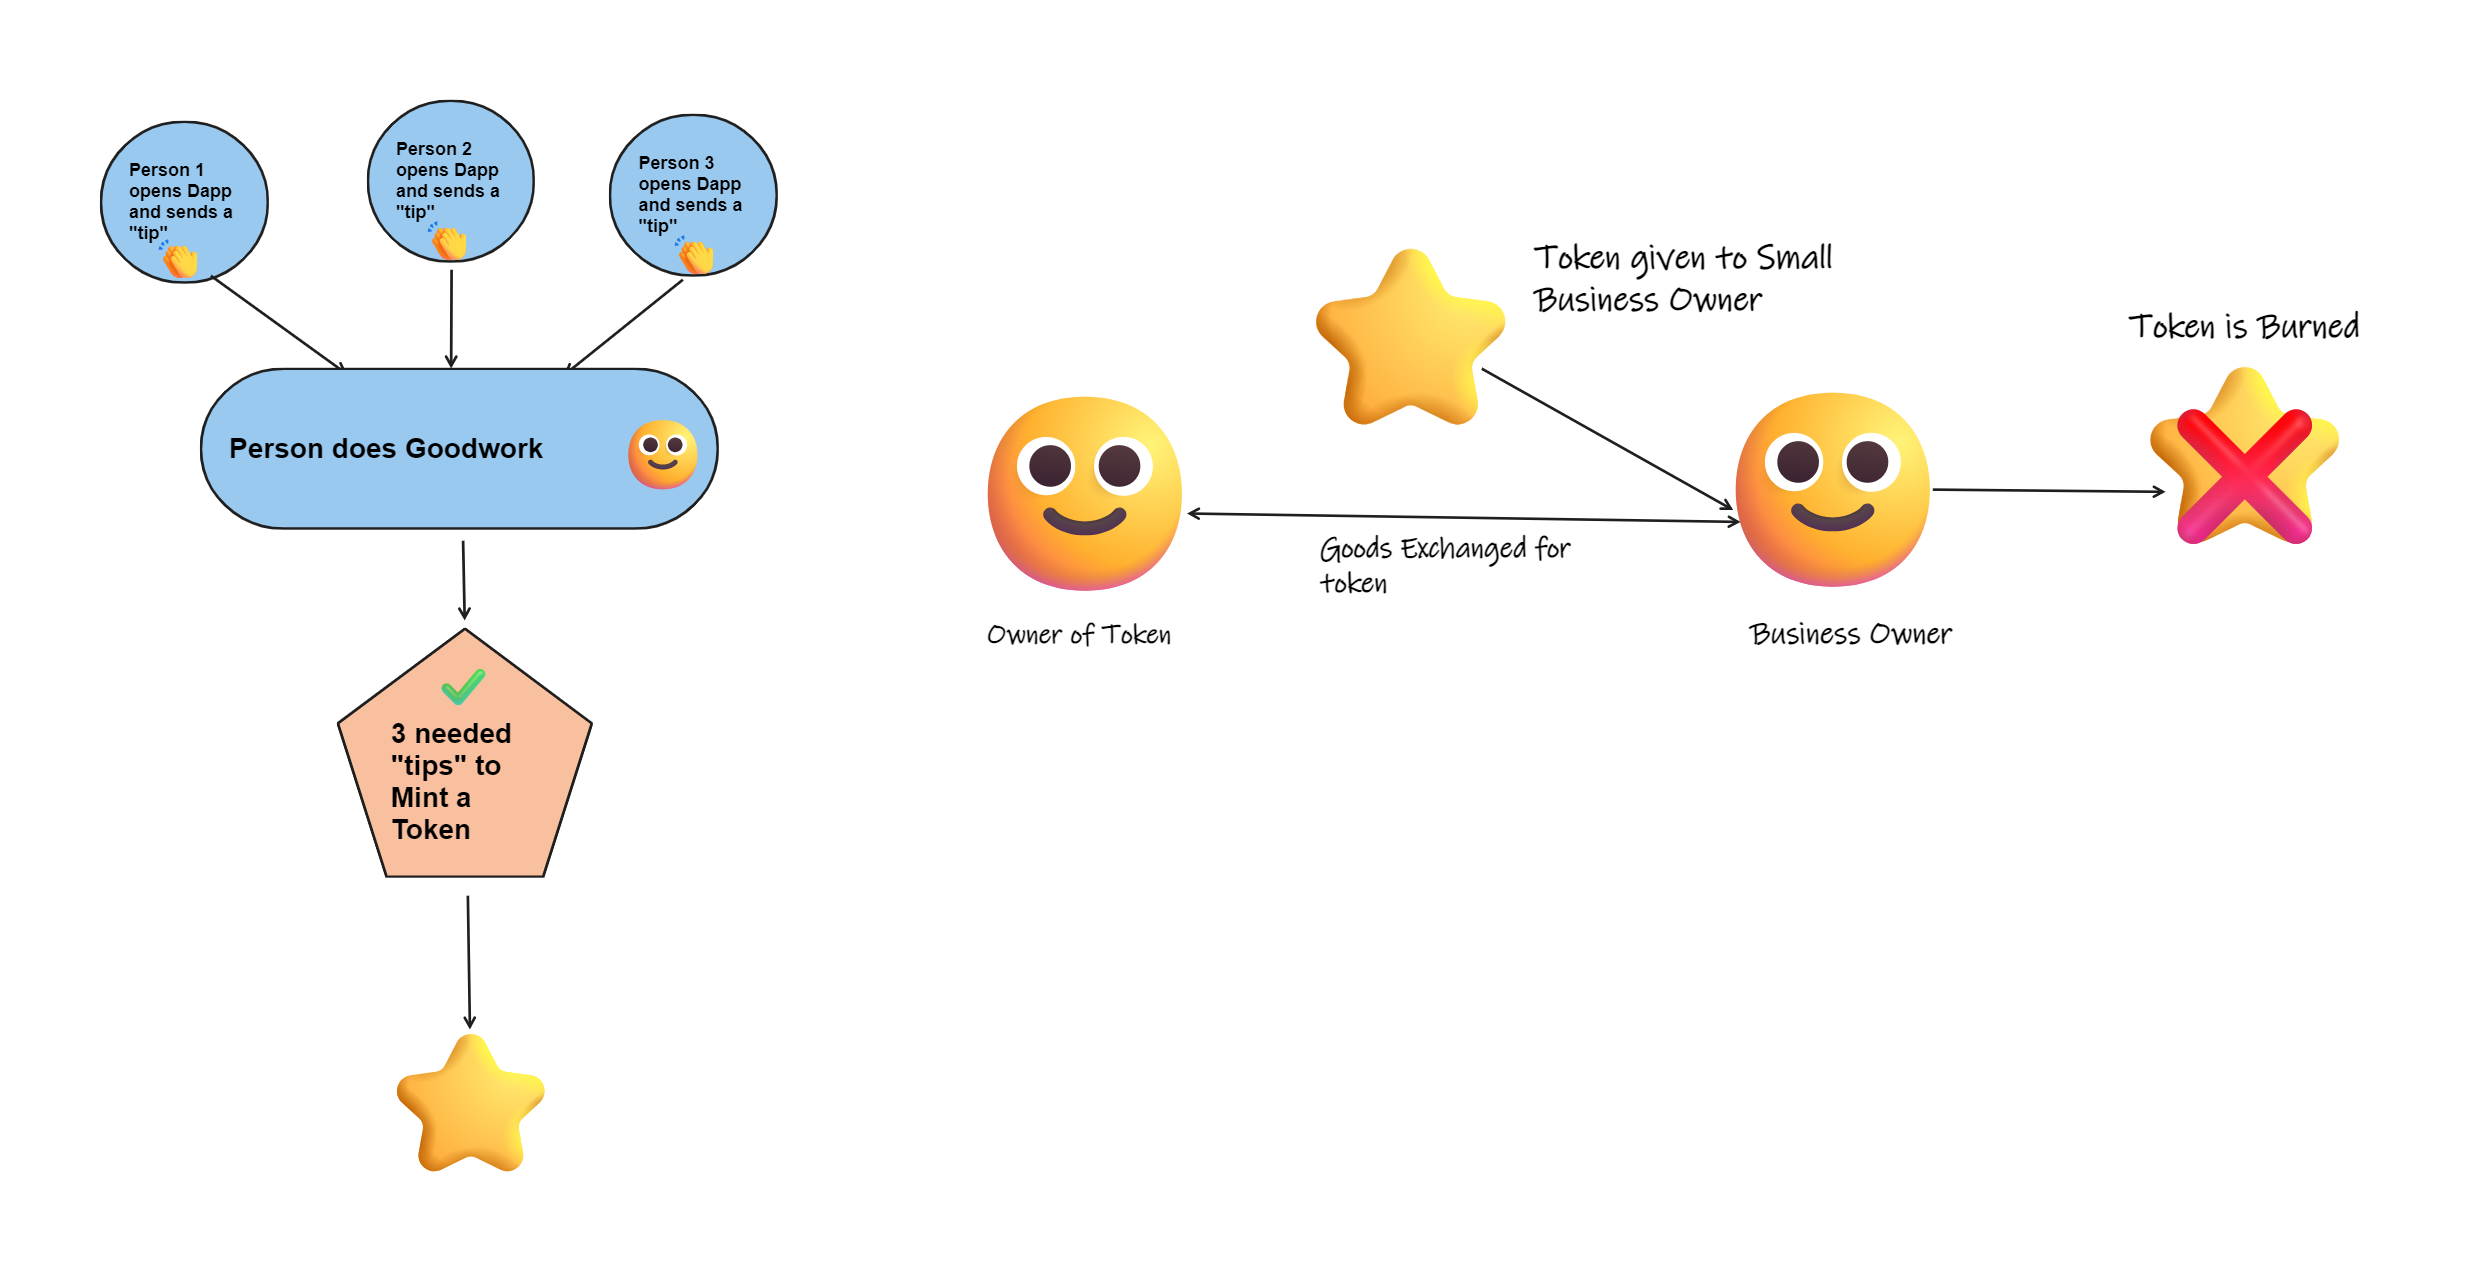 Person 1
opens Dapp
and sends a
"tip"
Person 2
opens Dapp
and sends a
"tip"
Person 3
opens Dapp
and sends a
"tip"
Person does Goodwork
3 needed
"tips" to
Mint a
Token
Token given to Small
Business Owner
Token is Burned
Goods Exchanged for
token
Owner of Token
Business Owner